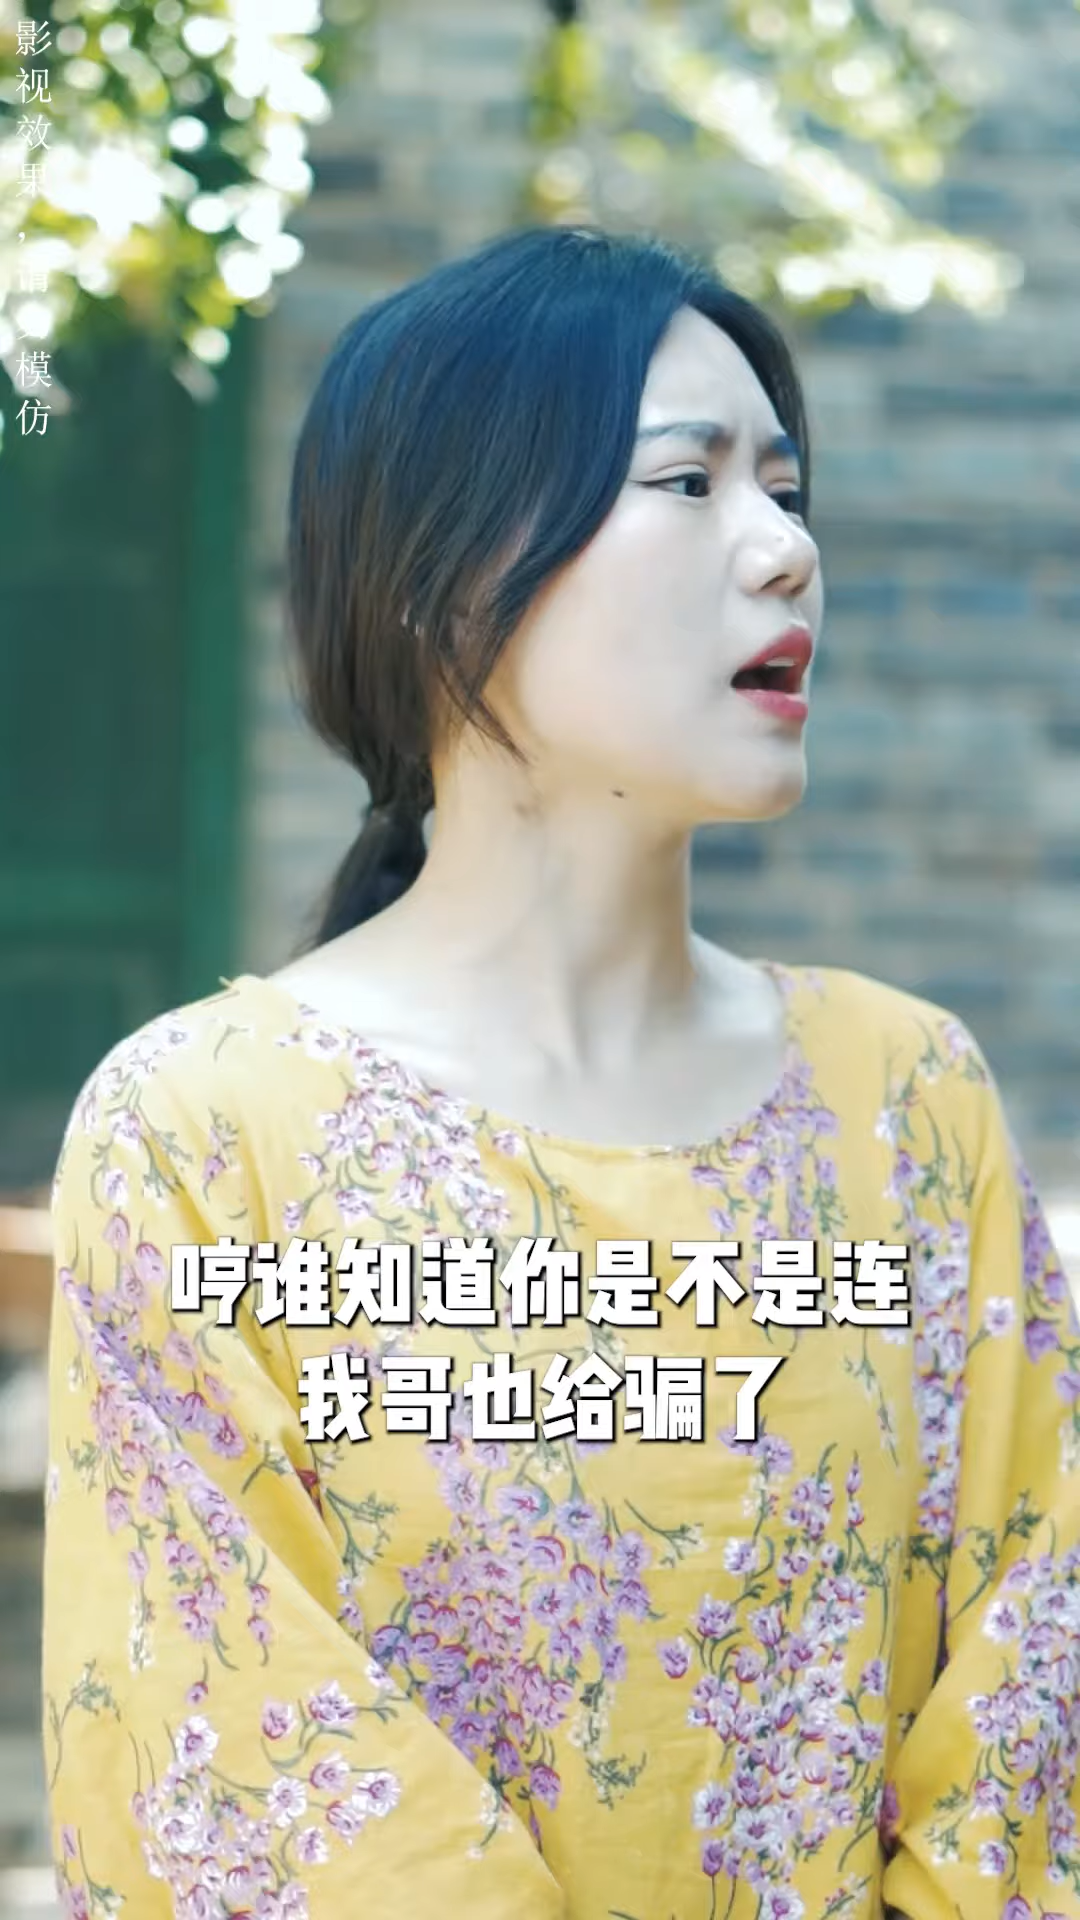 影视效果，请勿模仿
哼谁知道你是不是连
我哥也给骗了